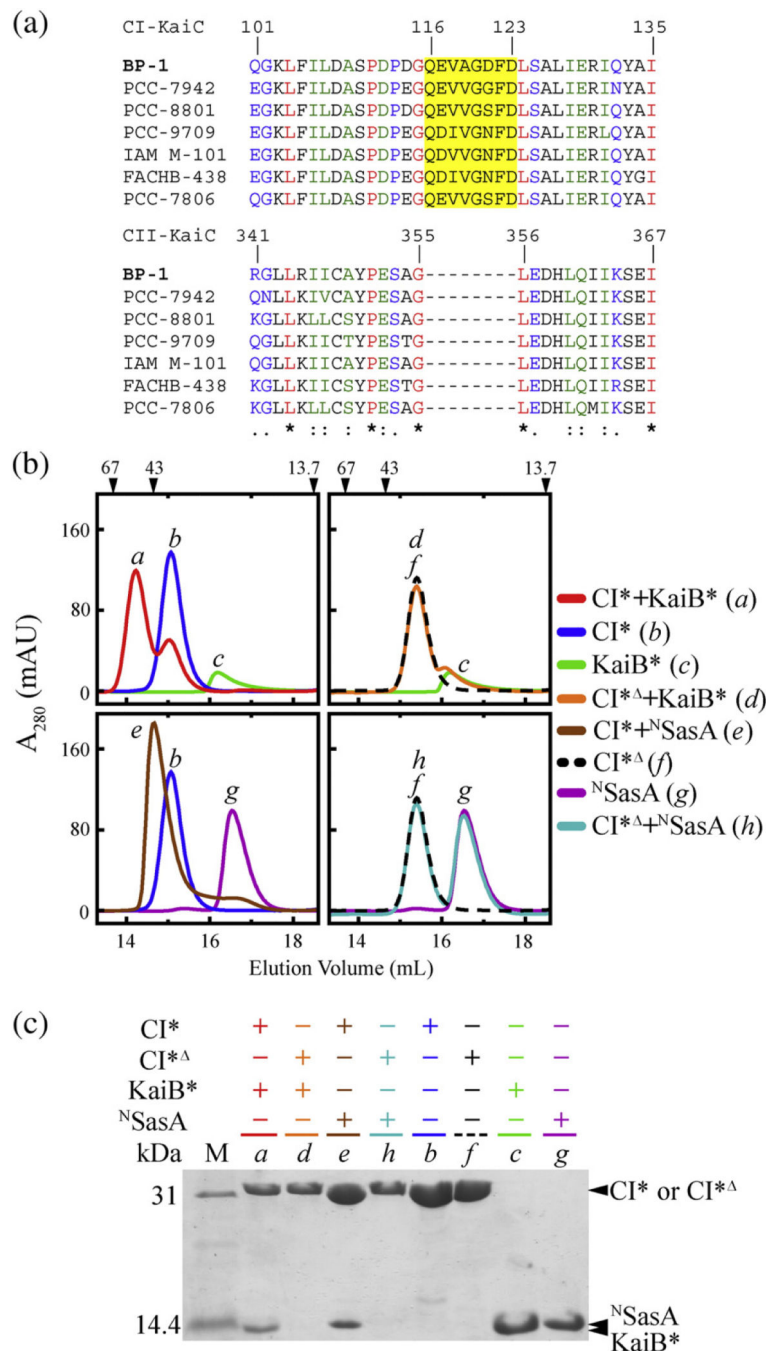 (a)
CI-KaiC 101 116 123 135
BP-1 QGKLFILDASPDPDGQEVAGDFDLSALIERIQYAI
PCC-7942 EGKLFILDASPDPEGQEVVGGFDLSALIERINYAI
PCC-8801 EGKLFILDASPDPDGQEVVGGFDLSALIERIQYAI
PCC-9709 EGKLFILDASPDPEGQDIVGNFDLSALIERLQYAI
IAM M-101 EGKLFILDASPDPEGQDVVGNFDLSALIERIQYAI
FACHB-438 EGKLFILDASPDPEGQDIVGNFDLSALIERIQYGI
PCC-7806 QGKLFILDASPDPEGQEVVGSFDLSALIERIQYAI
CII-KaiC 341 355 356 367
BP-1 RGLLRIICAYPESAG--------LEDHLQIIKSEI
PCC-7942 QNLLKIVCAYPESAG--------LEDHLQIIKSEI
PCC-8801 KGLLKLLCSYPESAG--------LEDHLQIIKSEI
PCC-9709 QGLLKIICTYPESTG--------LEDHLQIIKSEI
IAM M-101 QGLLKIICAYPESAG--------LEDHLQIIKSEI
FACHB-438 KGLLKIICSYPESTG--------LEDHLQIIRSEI
PCC-7806 KGLLKLLCSYPESAG--------LEDHLQMIKSEI
.. * :: : *:. * *. :: :. *
(b)
67 43 13.7 67 43 13.7
160
80
0
a b c
d
f
c
160
80
0
e b g
h
f
g
A280 (mAU)
14 16 18 14 16 18
Elution Volume (mL)
CI*+KaiB* (a)
CI* (b)
KaiB* (c)
CI*Δ+KaiB* (d)
CI*+NSasA (e)
CI*Δ (f)
NSasA (g)
CI*Δ+NSasA (h)
(c)
CI* + − + − + − − −
CI*Δ − + − + − + − −
KaiB* + + − − − − + −
NSasA − − + + − − − +
kDa M a d e h b f c g
31
CI* or CI*Δ
14.4
NSasA
KaiB*